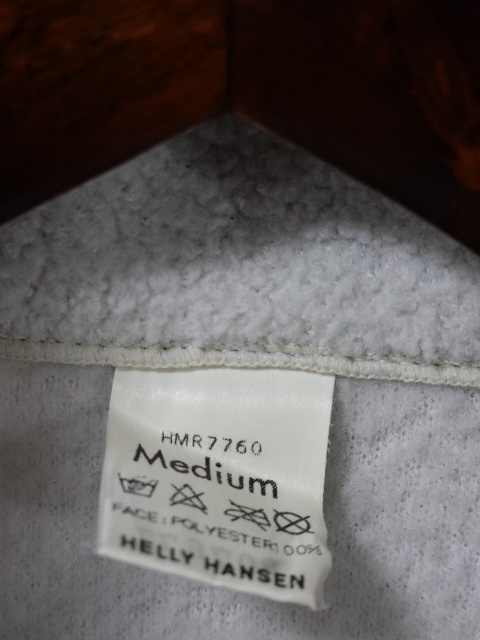 HMR7760
Medium
FACE : POLYESTER100%
HELLY HANSEN